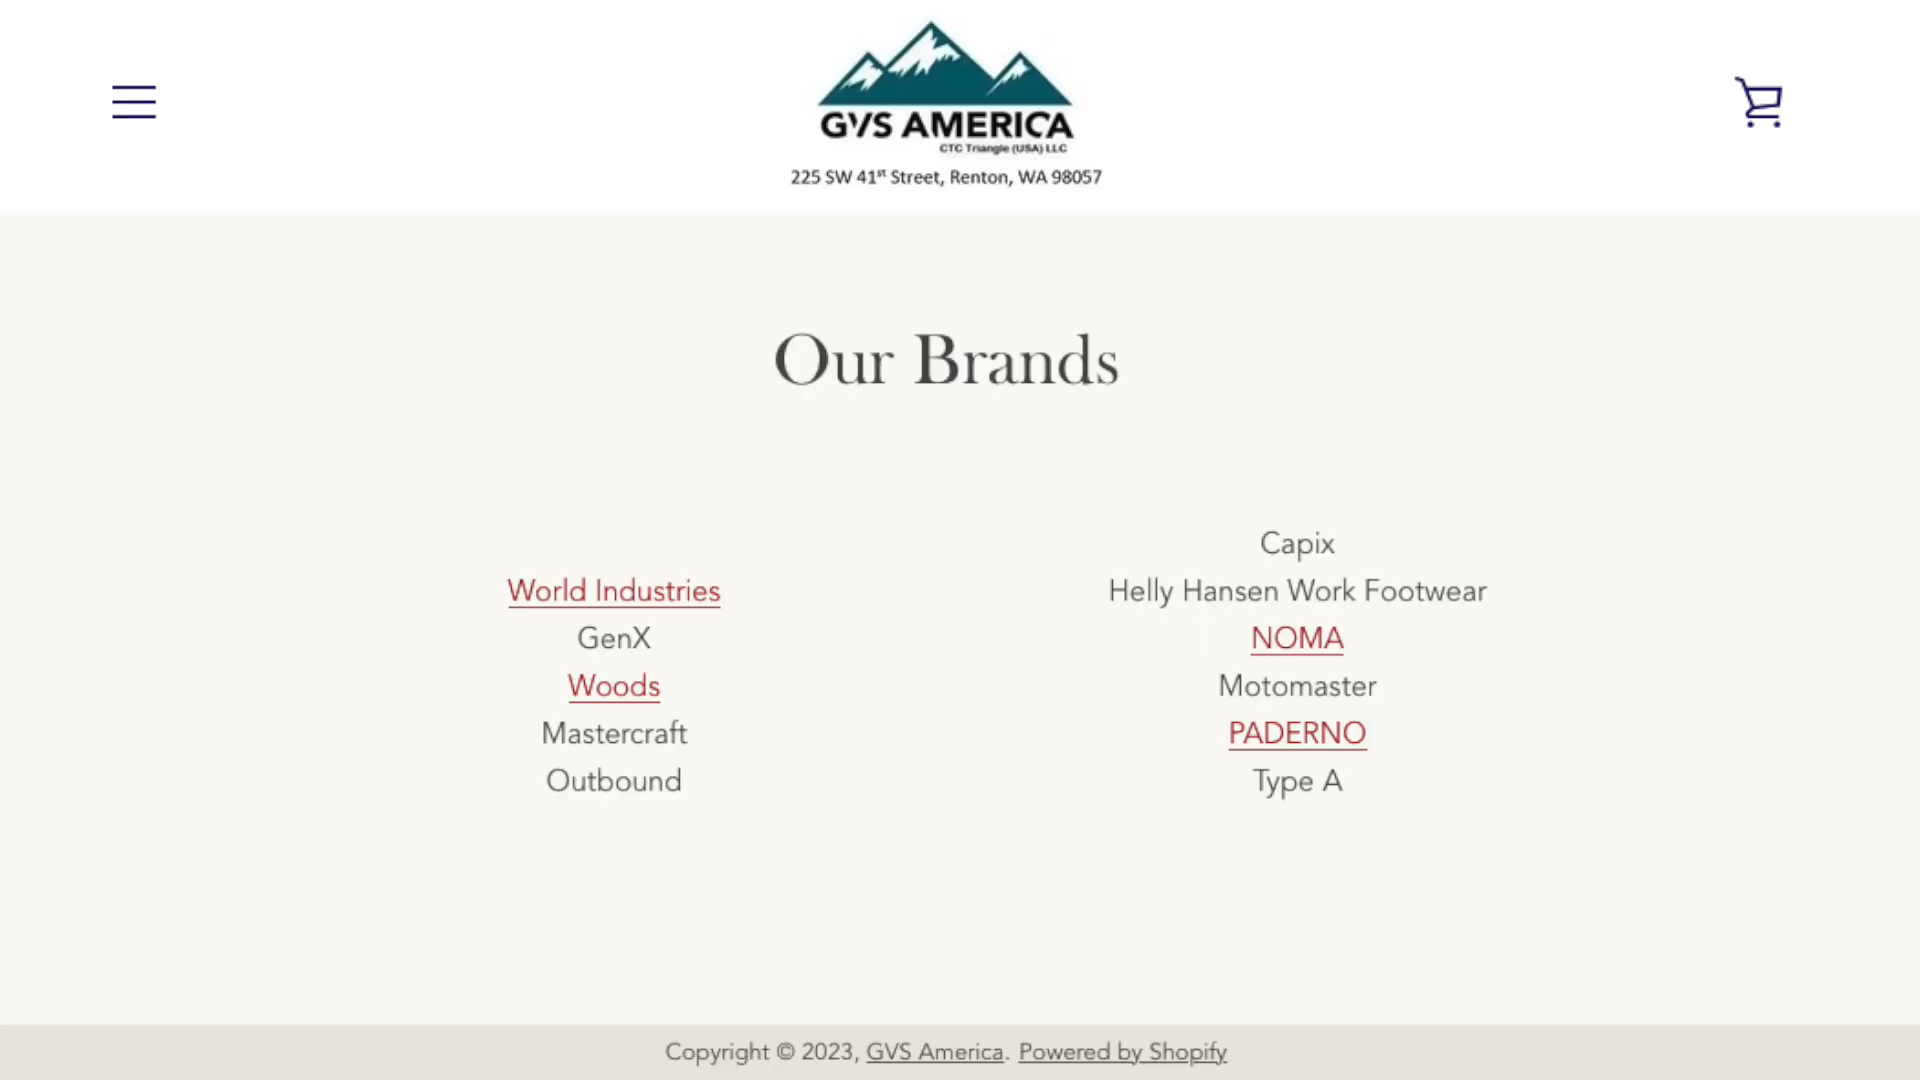 GVS AMERICA
CTC Triangle (USA) LLC
225 SW 41st Street, Renton, WA 98057
Our Brands
World Industries
GenX
Woods
Mastercraft
Outbound
Capix
Helly Hansen Work Footwear
NOMA
Motomaster
PADERNO
Type A
Copyright © 2023, GVS America. Powered by Shopify